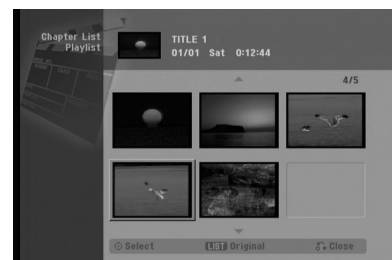 Chapter List
Playlist
TITLE 1
01/01 Sat 0:12:44
4/5
Select
LIST Original
Close